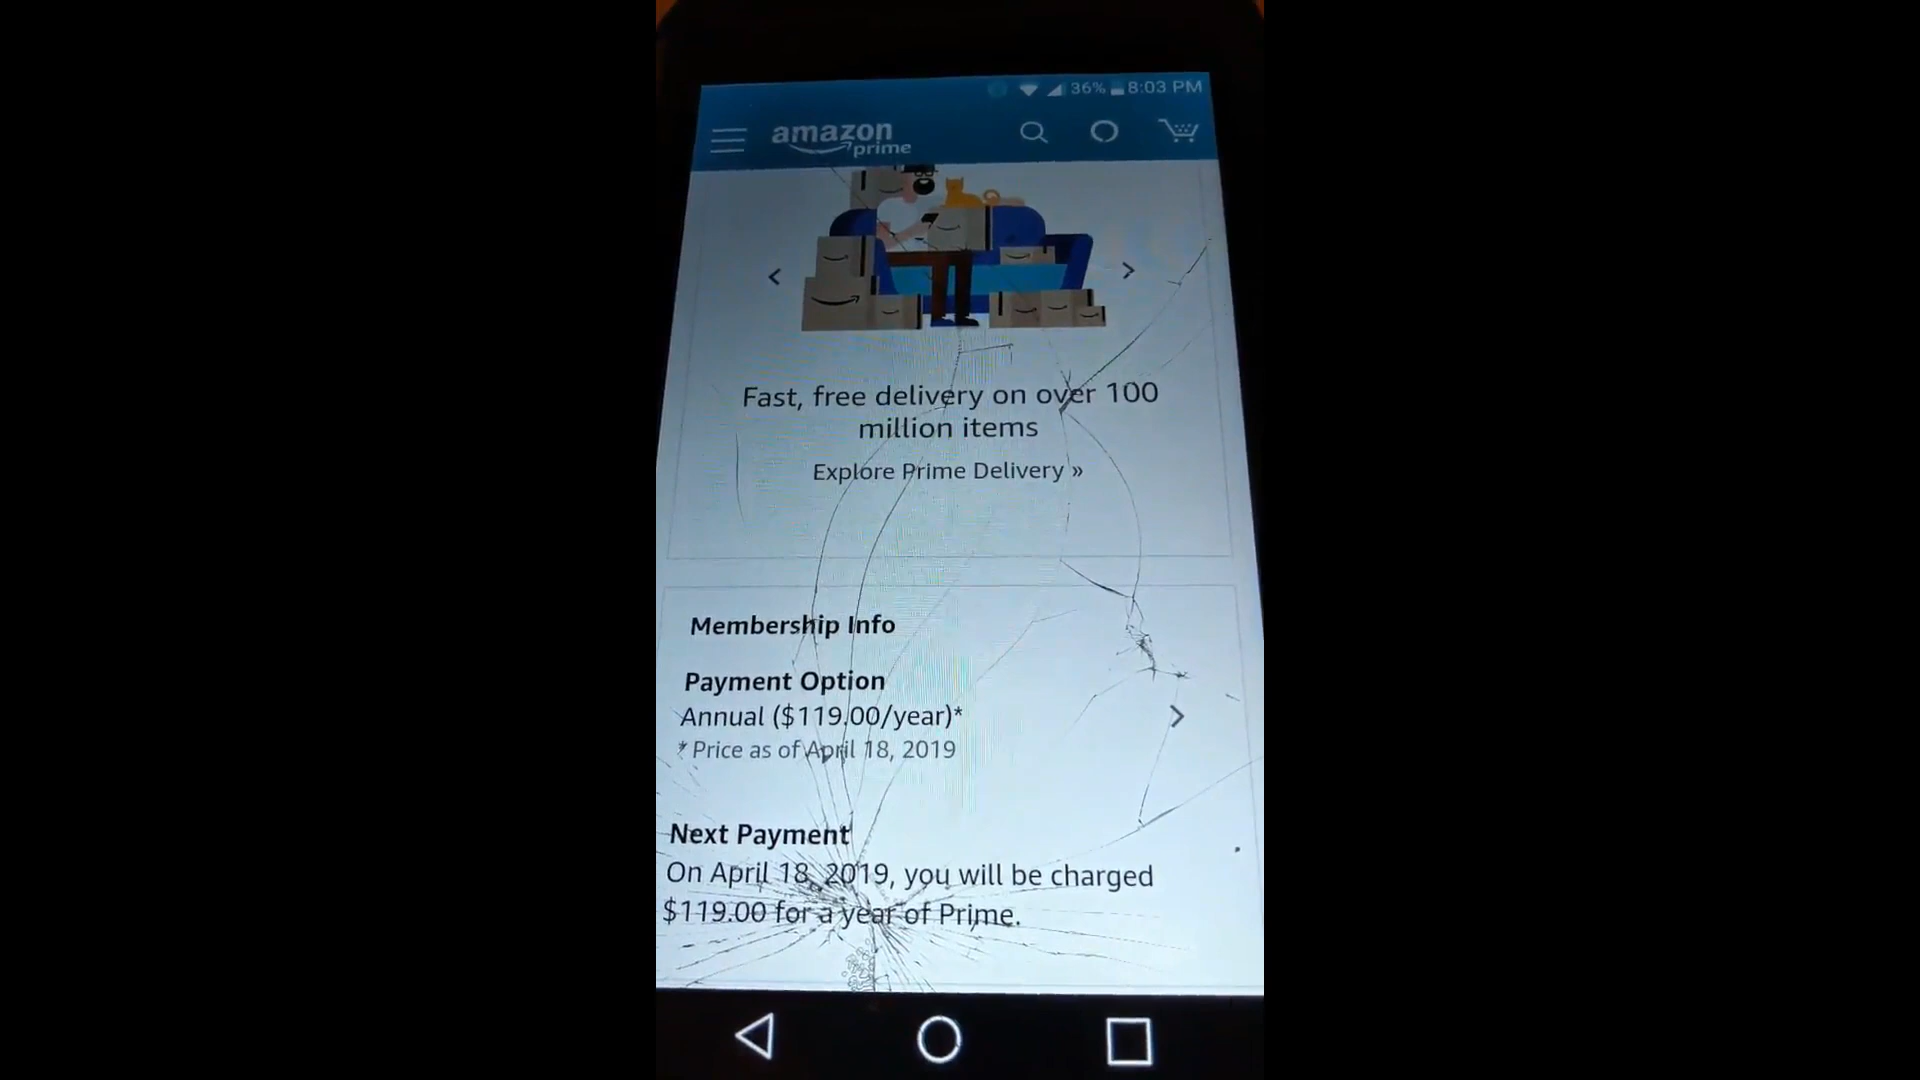 36% 8:03 PM
amazon
prime
Fast, free delivery on over 100
million items
Explore Prime Delivery »
Membership Info
Payment Option
Annual ($119.00/year)*
* Price as of April 18, 2019
Next Payment
On April 18, 2019, you will be charged
$119.00 for a year of Prime.